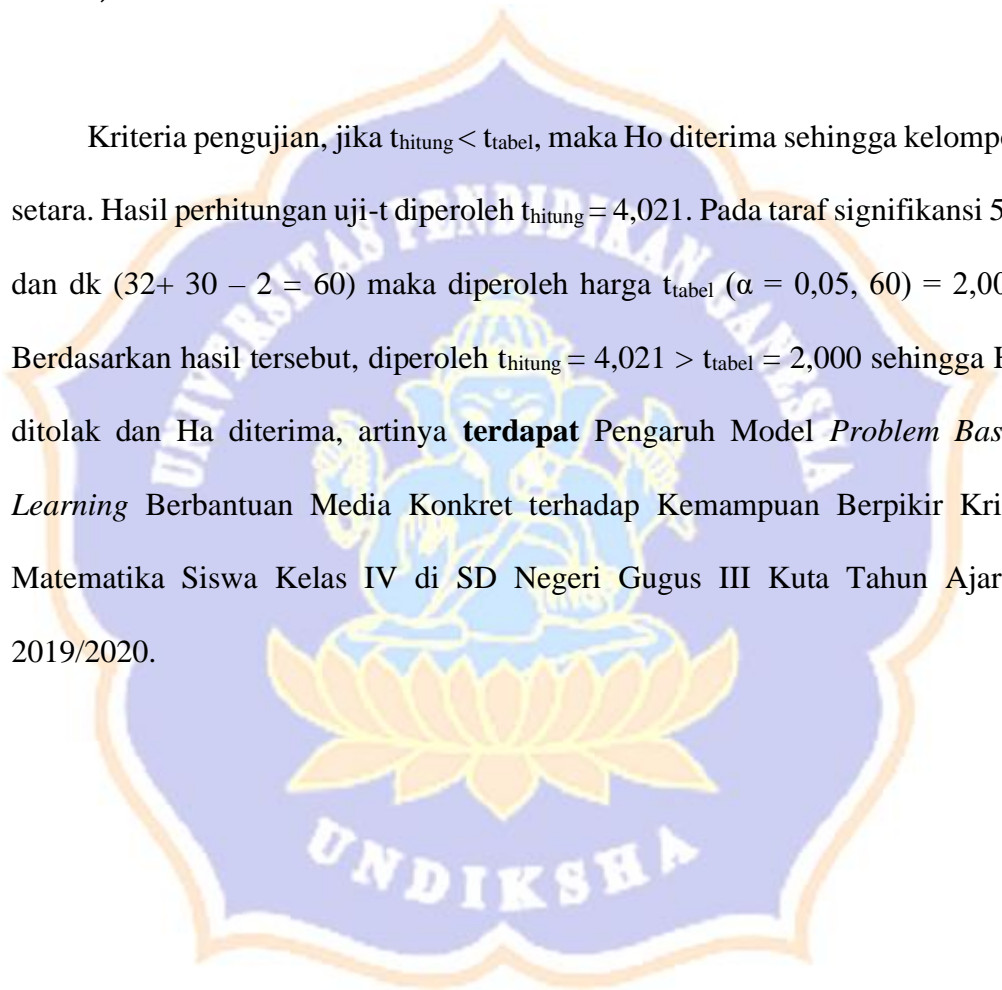 Kriteria pengujian, jika thitung < ttabel, maka Ho diterima sehingga
setara. Hasil perhitungan uji-t diperoleh thitung = 4,021. Pada taraf signifikansi 5
dan dk (32+ 30 – 2 = 60) maka diperoleh harga ttabel (α = 0,05, 60) = 2,00
Berdasarkan hasil tersebut, diperoleh thitung = 4,021 > ttabel = 2,000 sehingga
ditolak dan Ha diterima, artinya terdapat Pengaruh Model Problem
Learning Berbantuan Media Konkret terhadap Kemampuan Berpikir
Matematika Siswa Kelas IV di SD Negeri Gugus III Kuta Tahun
2019/2020.
UNIVERSITAS PENDIDIKAN GANESHA
UNDIKSHA